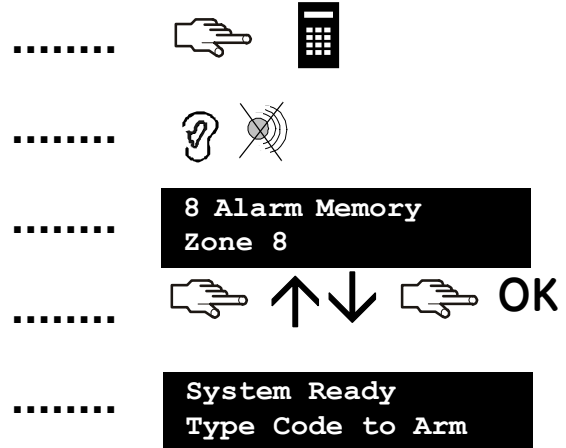 ........
........
8 Alarm Memory
Zone 8
........
OK
........
System Ready
Type Code to Arm
........